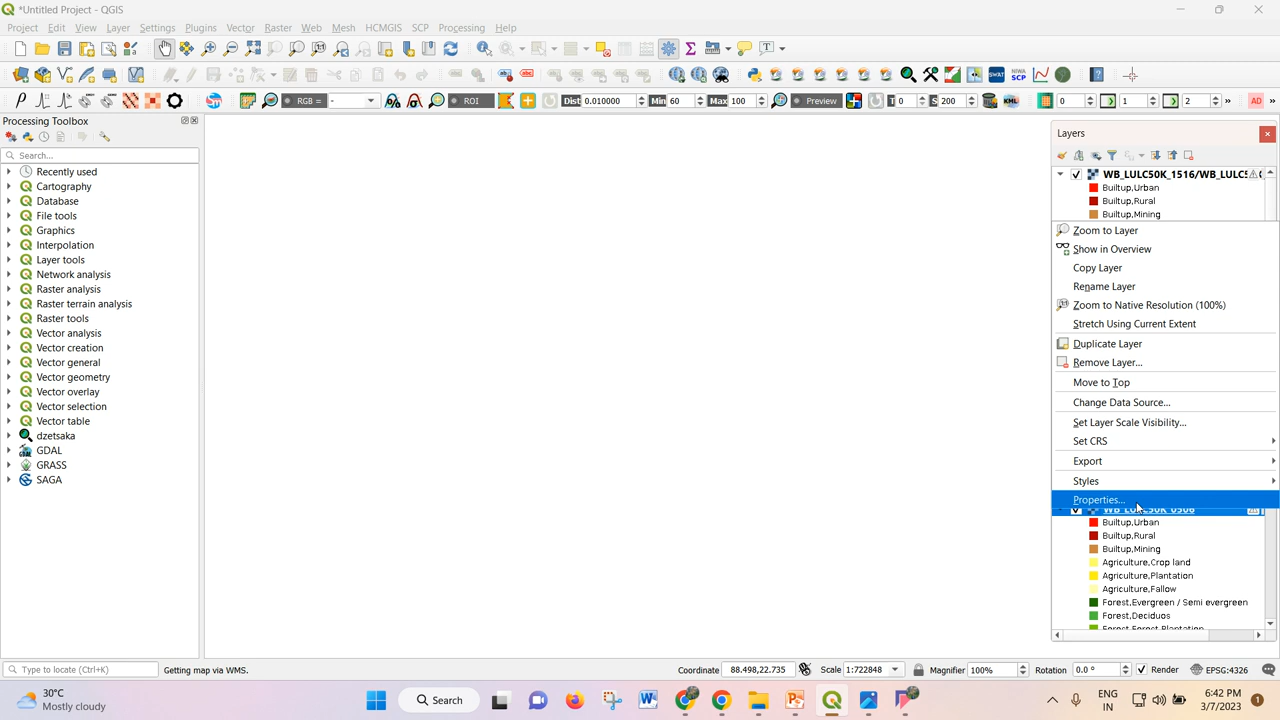 *Untitled Project - QGIS
Project Edit View Layer Settings Plugins Vector Raster Web Mesh HCMGIS SCP Processing Help
RGB = - ROI Dist 0.010000 Min 60 Max 100 Preview T 0 S 200 KML 0 1 2 » AD »
Processing Toolbox
Search...
Recently used
Cartography
Database
File tools
Graphics
Interpolation
Layer tools
Network analysis
Raster analysis
Raster terrain analysis
Raster tools
Vector analysis
Vector creation
Vector general
Vector geometry
Vector overlay
Vector selection
Vector table
dzetsaka
GDAL
GRASS
SAGA
Layers
WB_LULC50K_1516/WB_LULC5
Builtup,Urban
Builtup,Rural
Builtup,Mining
Zoom to Layer
Show in Overview
Copy Layer
Rename Layer
Zoom to Native Resolution (100%)
Stretch Using Current Extent
Duplicate Layer
Remove Layer...
Move to Top
Change Data Source...
Set Layer Scale Visibility...
Set CRS
Export
Styles
Properties...
WB_LULC50K_0506
Builtup,Urban
Builtup,Rural
Builtup,Mining
Agriculture,Crop land
Agriculture,Plantation
Agriculture,Fallow
Forest,Evergreen / Semi evergreen
Forest,Deciduos
Forest,Forest Plantation
Type to locate (Ctrl+K) Getting map via WMS. Coordinate 88.498,22.735 Scale 1:722848 Magnifier 100% Rotation 0.0 ° Render EPSG:4326
30°C
Mostly cloudy
Search
ENG
IN
6:42 PM
3/7/2023
1